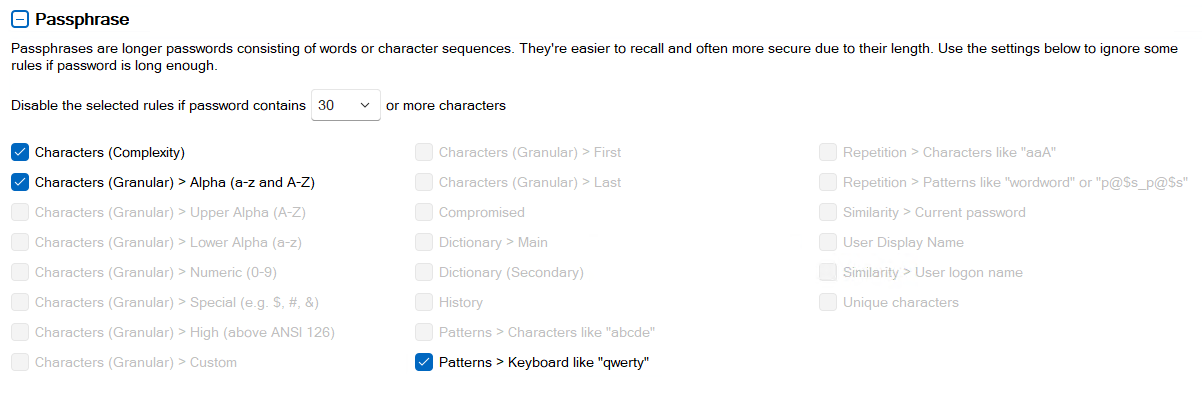 Passphrase
Passphrases are longer passwords consisting of words or character sequences. They're easier to recall and often more secure due to their length. Use the settings below to ignore some
rules if password is long enough.
Disable the selected rules if password contains 30 or more characters
Characters (Complexity)
Characters (Granular) > Alpha (a-z and A-Z)
Characters (Granular) > Upper Alpha (A-Z)
Characters (Granular) > Lower Alpha (a-z)
Characters (Granular) > Numeric (0-9)
Characters (Granular) > Special (e.g. $, #, &)
Characters (Granular) > High (above ANSI 126)
Characters (Granular) > Custom
Characters (Granular) > First
Characters (Granular) > Last
Compromised
Dictionary > Main
Dictionary (Secondary)
History
Patterns > Characters like "abcde"
Patterns > Keyboard like "qwerty"
Repetition > Characters like "aaA"
Repetition > Patterns like "wordword" or "p@$s_p@$s"
Similarity > Current password
User Display Name
Similarity > User logon name
Unique characters